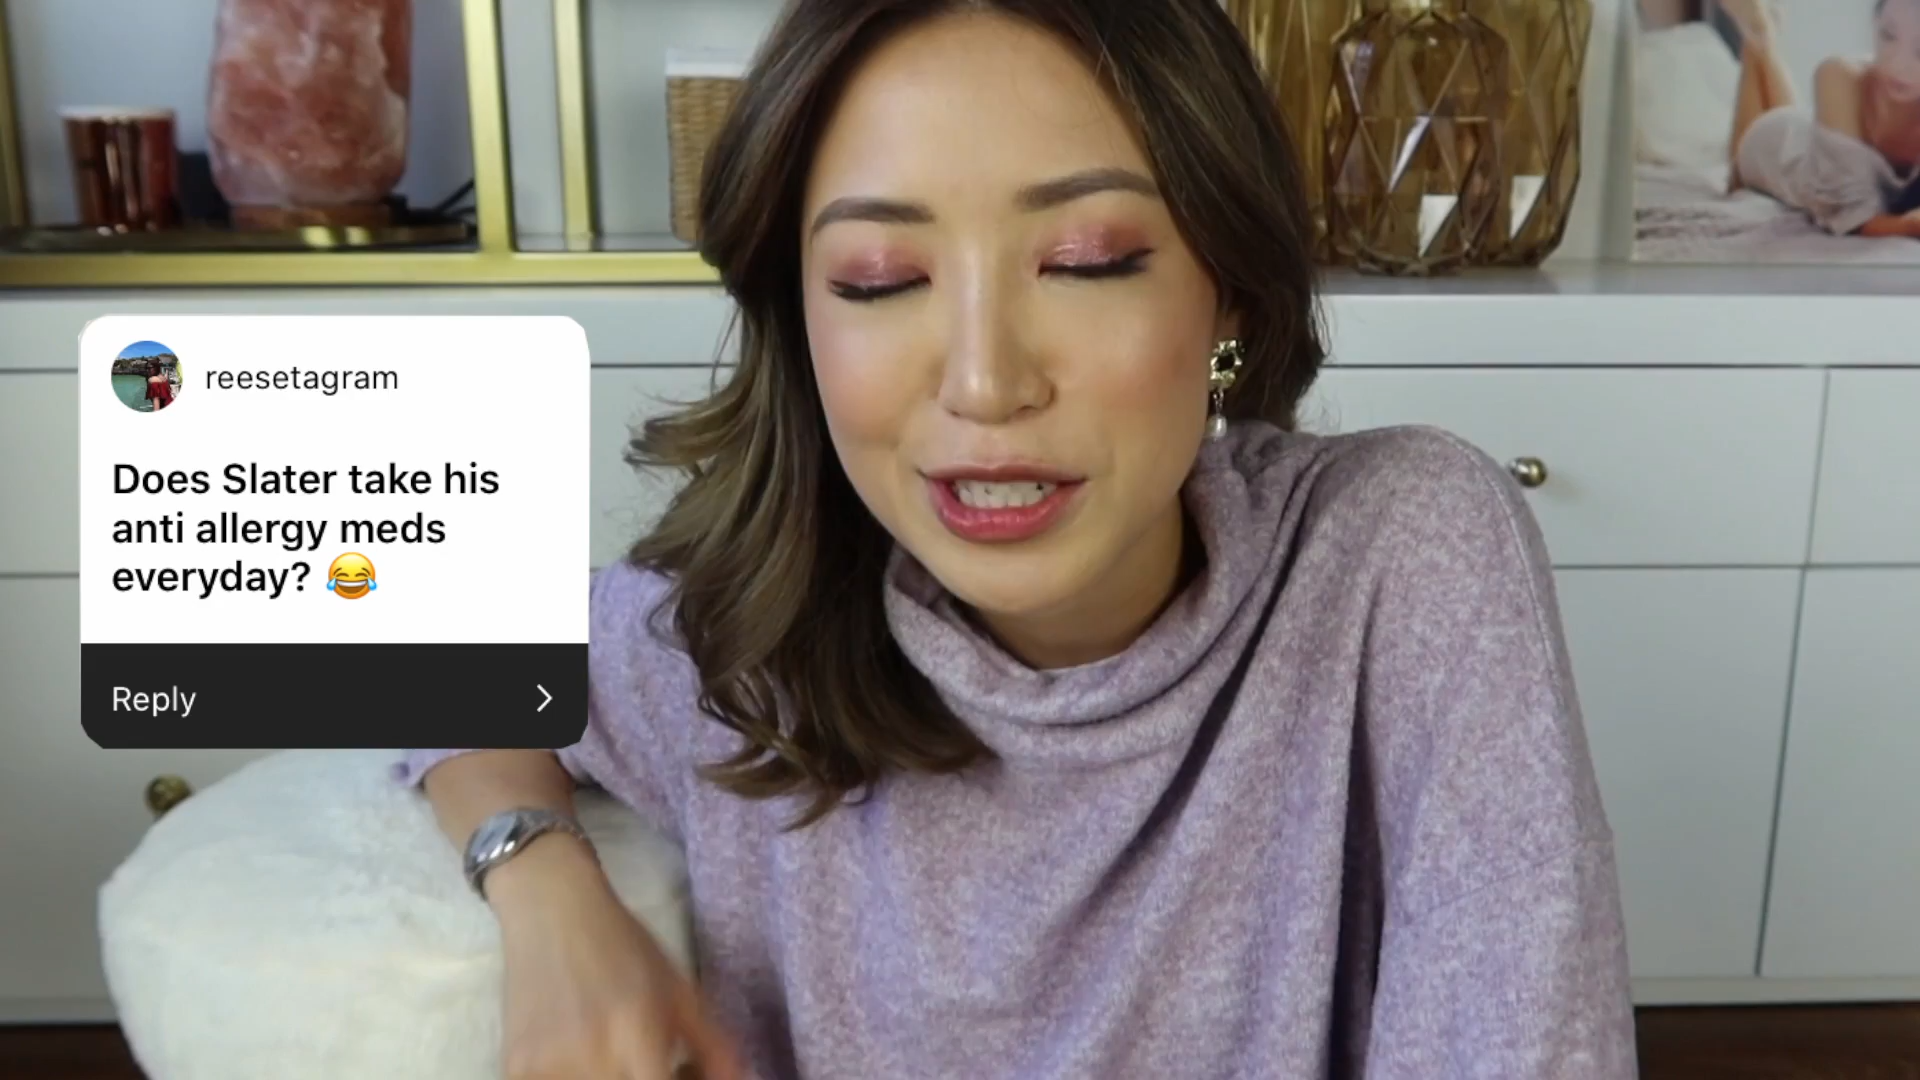 reesetagram
Does Slater take his
anti allergy meds
everyday? 😂
Reply